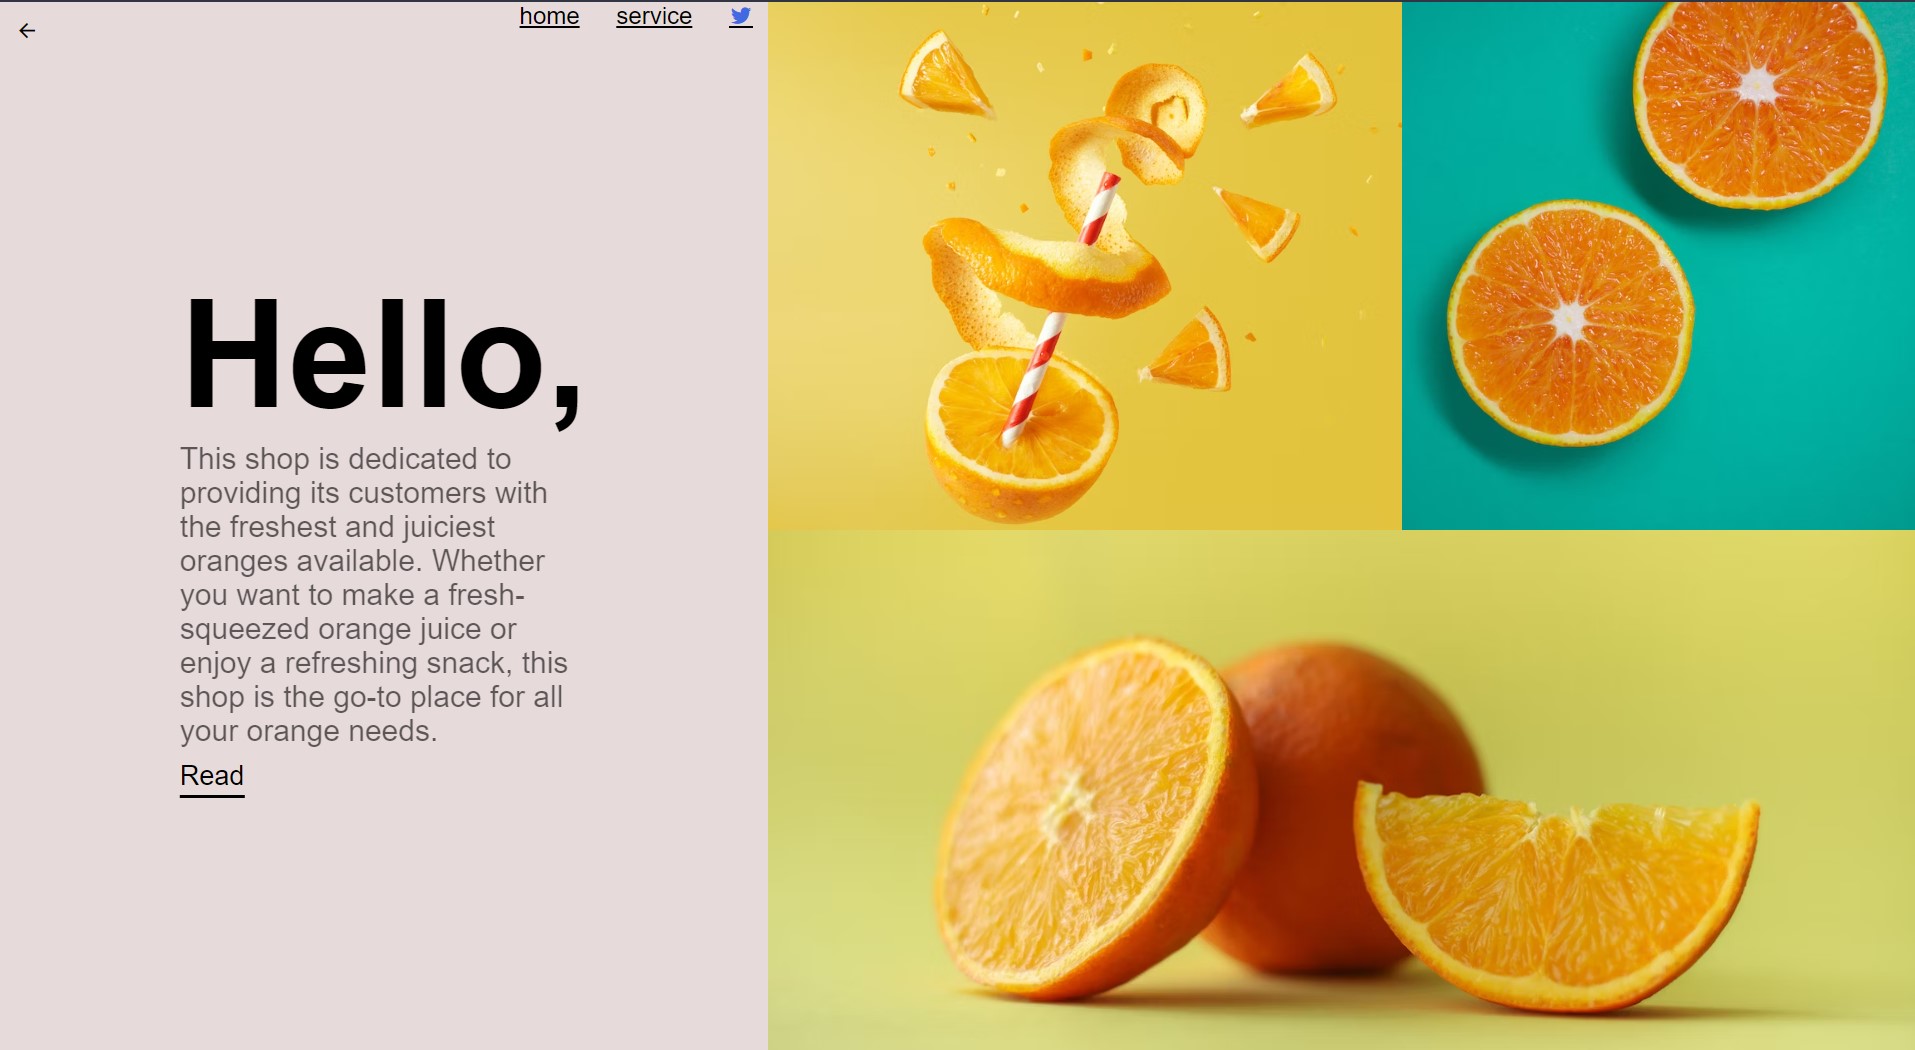 home service
Hello,
This shop is dedicated to
providing its customers with
the freshest and juiciest
oranges available. Whether
you want to make a fresh-
squeezed orange juice or
enjoy a refreshing snack, this
shop is the go-to place for all
your orange needs.
Read